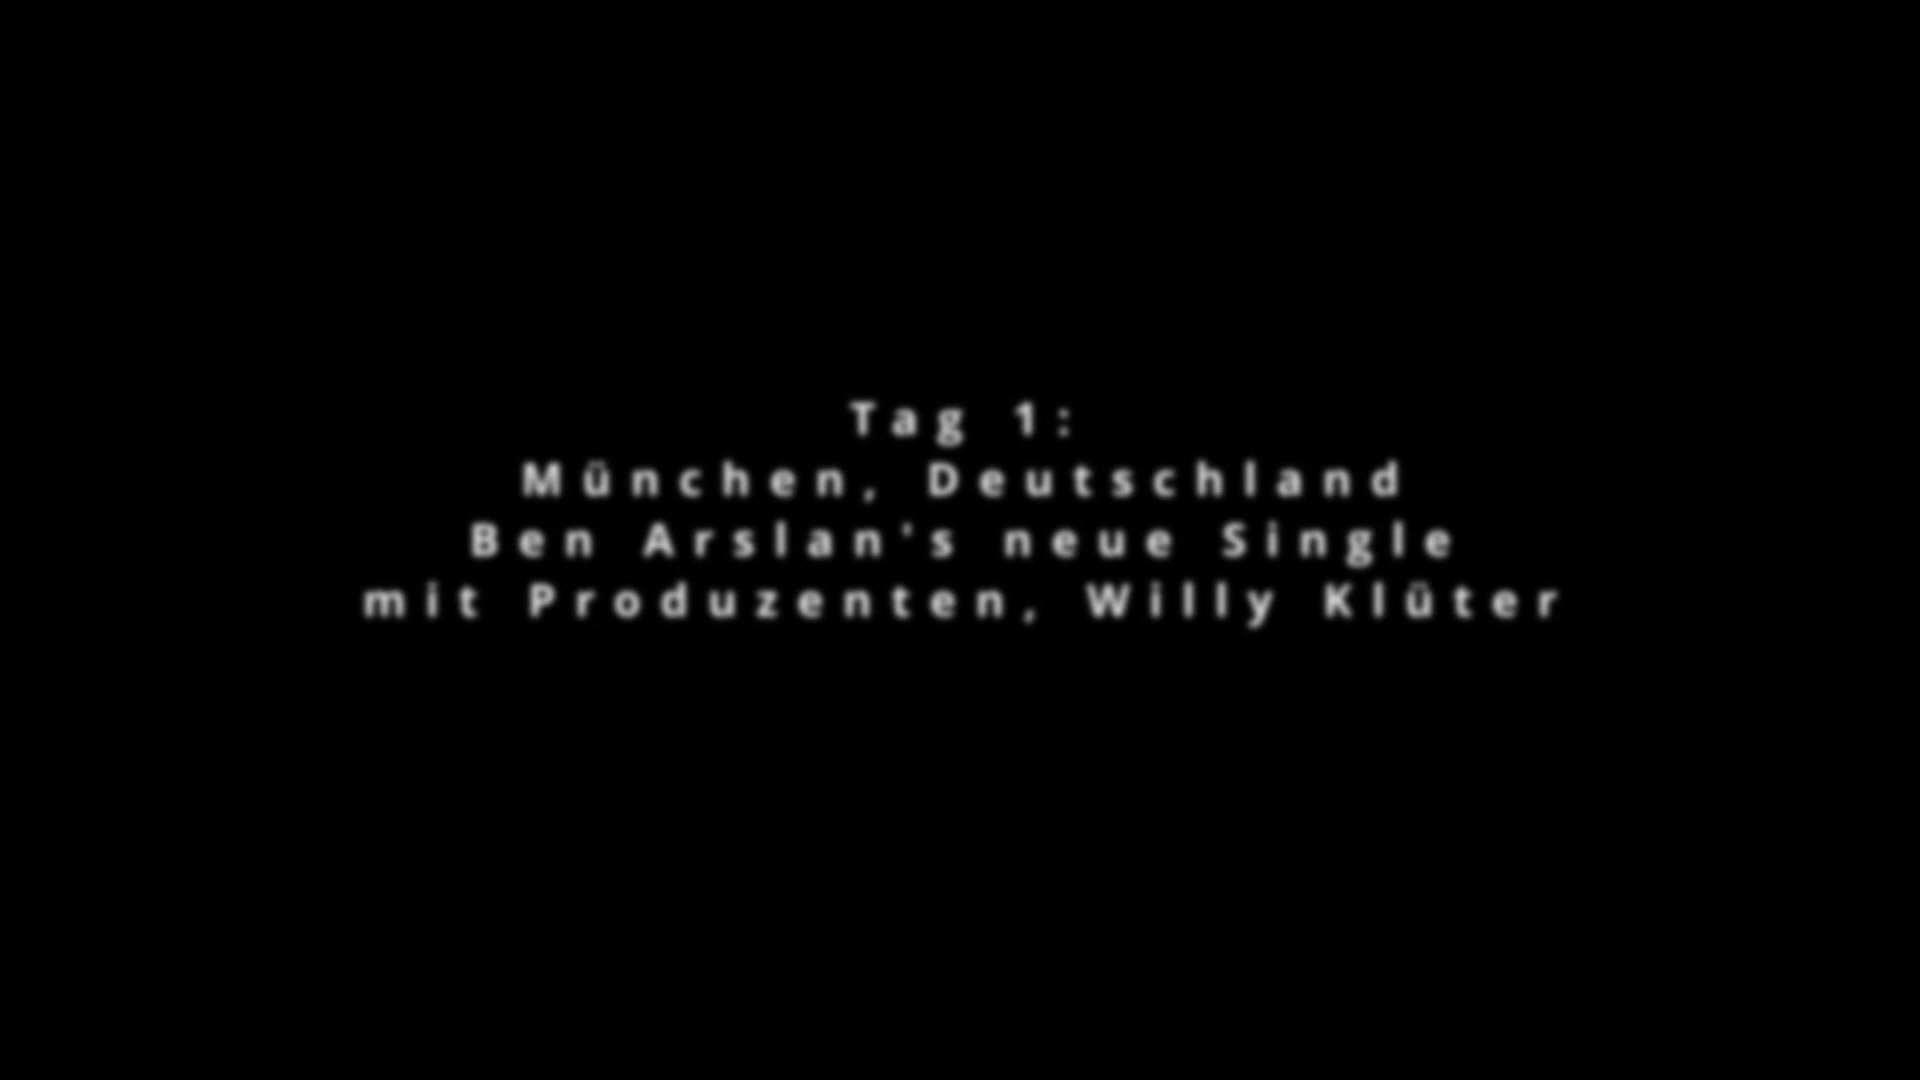 Tag 1:
München, Deutschland
Ben Arslan's neue Single
mit Produzenten, Willy Klüter